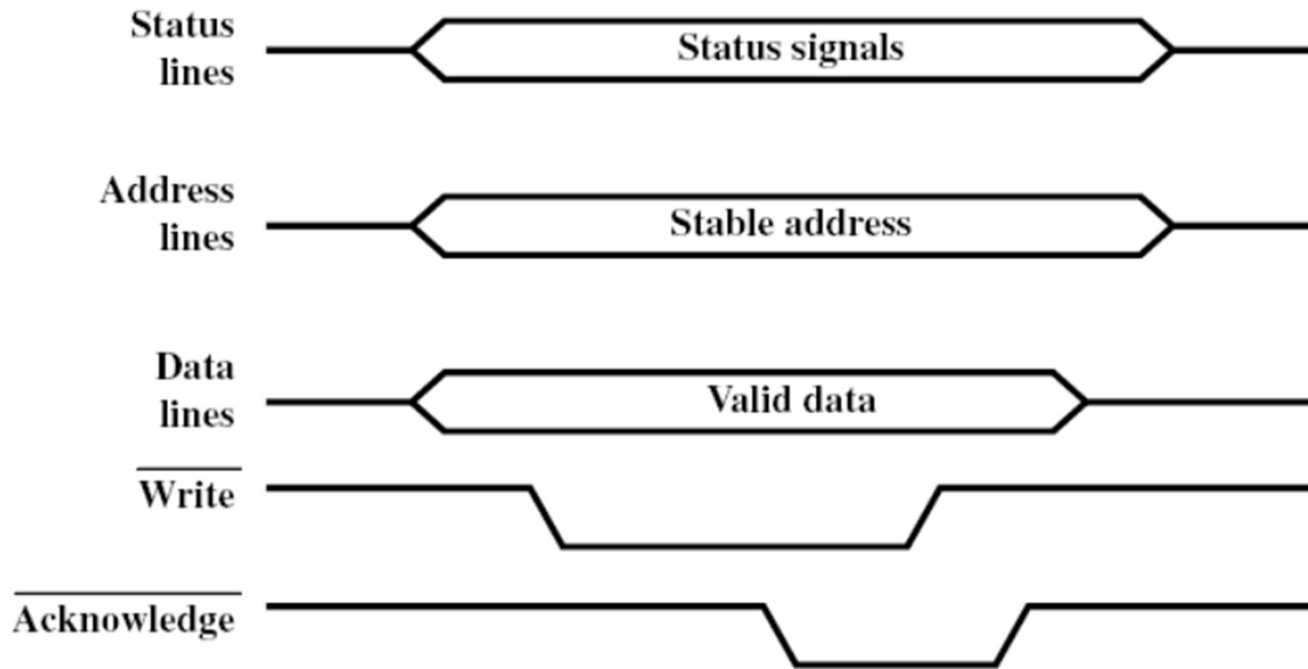 Status
lines
Status signals
Address
lines
Stable address
Data
lines
Valid data
Write
Acknowledge